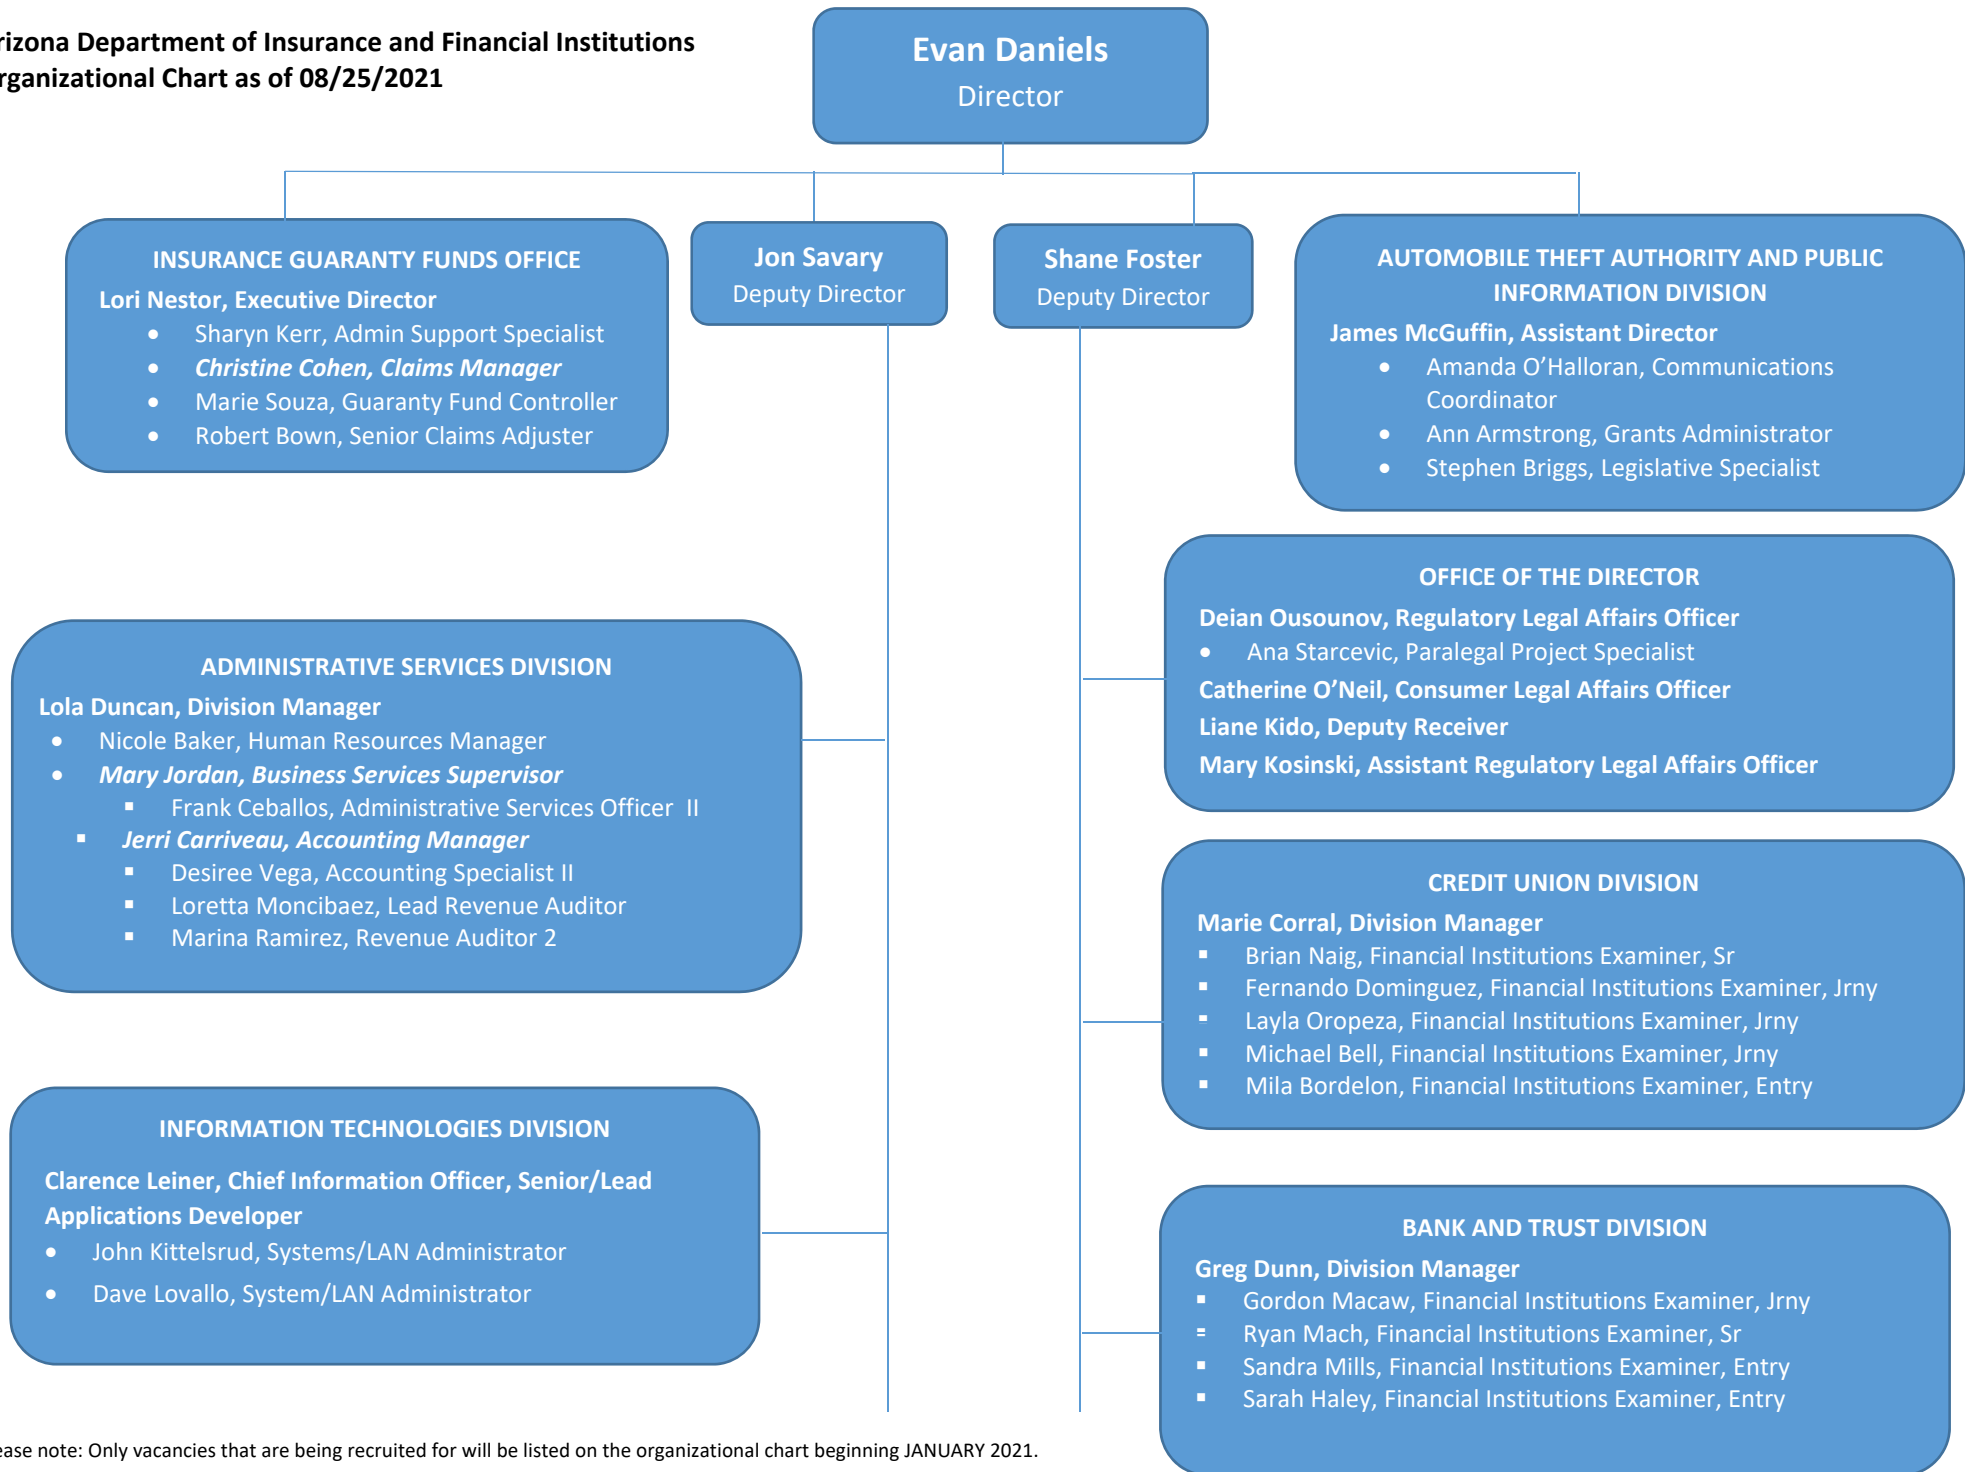 rizona Department of Insurance and Financial Institutions
rganizational Chart as of 08/25/2021
Evan Daniels
Director
INSURANCE GUARANTY FUNDS OFFICE
Lori Nestor, Executive Director
• Sharyn Kerr, Admin Support Specialist
• Christine Cohen, Claims Manager
• Marie Souza, Guaranty Fund Controller
• Robert Bown, Senior Claims Adjuster
Jon Savary
Deputy Director
Shane Foster
Deputy Director
AUTOMOBILE THEFT AUTHORITY AND PUBLIC
INFORMATION DIVISION
James McGuffin, Assistant Director
• Amanda O’Halloran, Communications
Coordinator
• Ann Armstrong, Grants Administrator
• Stephen Briggs, Legislative Specialist
OFFICE OF THE DIRECTOR
Deian Ousounov, Regulatory Legal Affairs Officer
• Ana Starcevic, Paralegal Project Specialist
Catherine O’Neil, Consumer Legal Affairs Officer
Liane Kido, Deputy Receiver
Mary Kosinski, Assistant Regulatory Legal Affairs Officer
ADMINISTRATIVE SERVICES DIVISION
Lola Duncan, Division Manager
• Nicole Baker, Human Resources Manager
• Mary Jordan, Business Services Supervisor
▪ Frank Ceballos, Administrative Services Officer II
▪ Jerri Carriveau, Accounting Manager
▪ Desiree Vega, Accounting Specialist II
▪ Loretta Moncibaez, Lead Revenue Auditor
▪ Marina Ramirez, Revenue Auditor 2
CREDIT UNION DIVISION
Marie Corral, Division Manager
▪ Brian Naig, Financial Institutions Examiner, Sr
▪ Fernando Dominguez, Financial Institutions Examiner, Jrny
▪ Layla Oropeza, Financial Institutions Examiner, Jrny
▪ Michael Bell, Financial Institutions Examiner, Jrny
▪ Mila Bordelon, Financial Institutions Examiner, Entry
INFORMATION TECHNOLOGIES DIVISION
Clarence Leiner, Chief Information Officer, Senior/Lead
Applications Developer
• John Kittelsrud, Systems/LAN Administrator
• Dave Lovallo, System/LAN Administrator
BANK AND TRUST DIVISION
Greg Dunn, Division Manager
▪ Gordon Macaw, Financial Institutions Examiner, Jrny
▪ Ryan Mach, Financial Institutions Examiner, Sr
▪ Sandra Mills, Financial Institutions Examiner, Entry
▪ Sarah Haley, Financial Institutions Examiner, Entry
ease note: Only vacancies that are being recruited for will be listed on the organizational chart beginning JANUARY 2021.